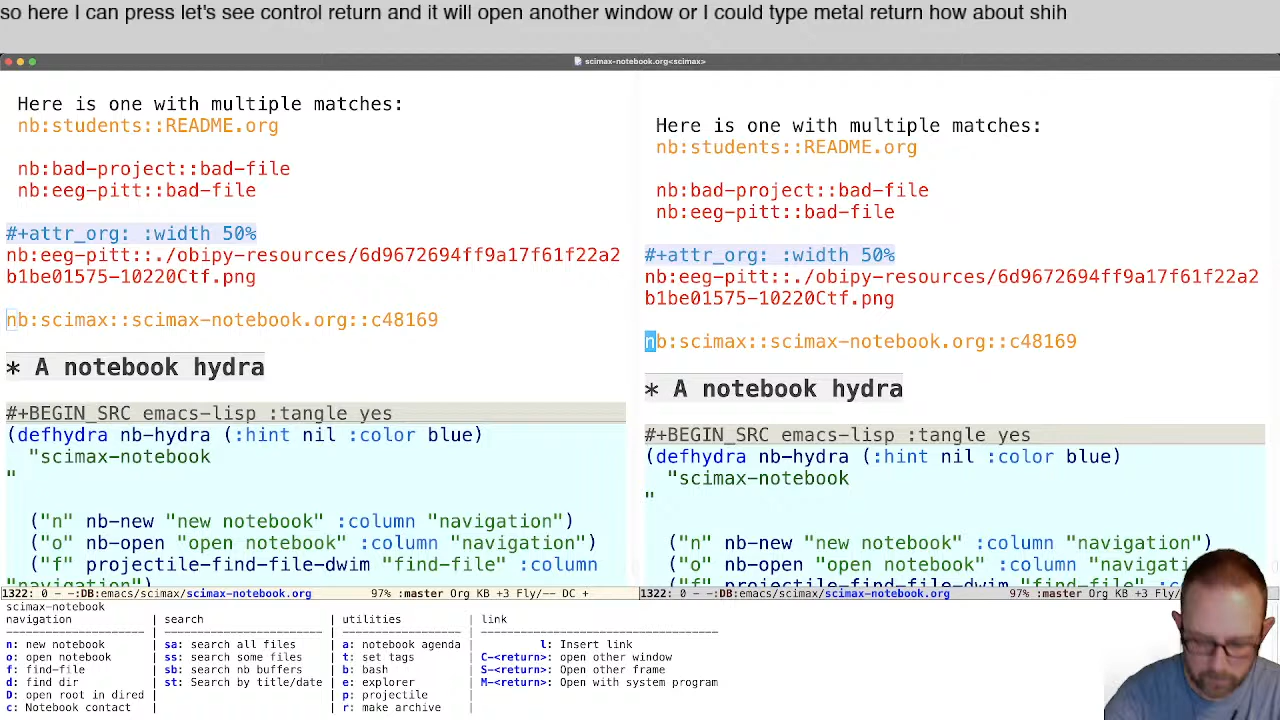 so here I can press let's see control return and it will open another window or I could type metal return how about shih
scimax-notebook.org<scimax>
Here is one with multiple matches:
nb:students::README.org
nb:bad-project::bad-file
nb:eeg-pitt::bad-file
#+attr_org: :width 50%
nb:eeg-pitt::./obipy-resources/6d9672694ff9a17f61f22a2
b1be01575-10220Ctf.png
nb:scimax::scimax-notebook.org::c48169
* A notebook hydra
#+BEGIN_SRC emacs-lisp :tangle yes
(defhydra nb-hydra (:hint nil :color blue)
"scimax-notebook
"
("n" nb-new "new notebook" :column "navigation")
("o" nb-open "open notebook" :column "navigation")
("f" projectile-find-file-dwim "find-file" :column
"navigation")
1322: 0 - -:DB:emacs/scimax/scimax-notebook.org 97% :master Org KB +3 Fly/-- DC +
Here is one with multiple matches:
nb:students::README.org
nb:bad-project::bad-file
nb:eeg-pitt::bad-file
#+attr_org: :width 50%
nb:eeg-pitt::./obipy-resources/6d9672694ff9a17f61f22a2
b1be01575-10220Ctf.png
nb:scimax::scimax-notebook.org::c48169
* A notebook hydra
#+BEGIN_SRC emacs-lisp :tangle yes
(defhydra nb-hydra (:hint nil :color blue)
"scimax-notebook
"
("n" nb-new "new notebook" :column "navigation")
("o" nb-open "open notebook" :column
("f" projectile-find-file-dwim "find-file"
1322: 0 - -:DB:emacs/scimax/scimax-notebook.org 97% :master Org KB +3 Fly/
scimax-notebook
navigation | search | utilities | link
n: new notebook | sa: search all files | a: notebook agenda | l: Insert link
o: open notebook | ss: search some files | t: set tags | C-<return>: open other window
f: find-file | sb: search nb buffers | b: bash | S-<return>: Open other frame
d: find dir | st: Search by title/date | e: explorer | M-<return>: Open with system program
D: open root in dired | | p: projectile |
c: Notebook contact | | r: make archive |